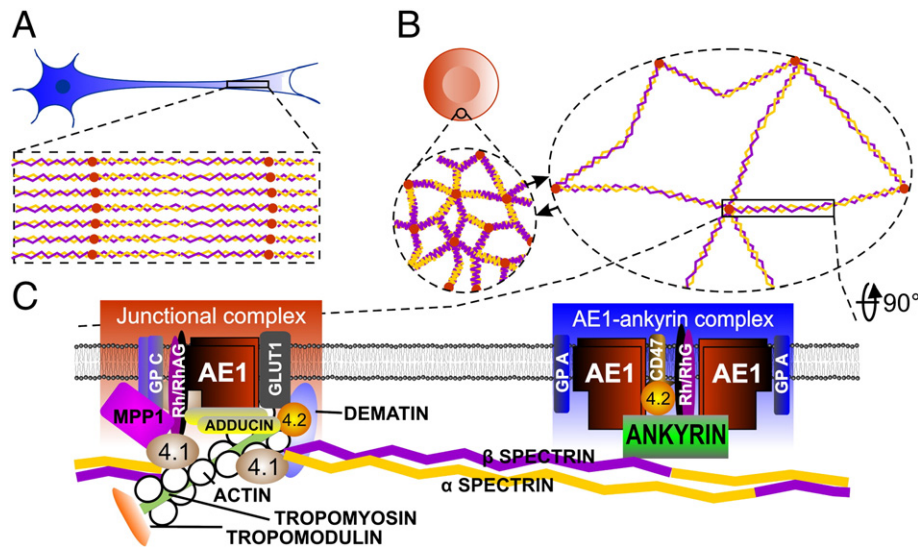 A
B
90°
C
Junctional complex
AE1-ankyrin complex
GP C
Rh/RhAG
AE1
GLUT1
GP A
AE1
CD47
Rh/RhG
AE1
GP A
MPP1
ADDUCIN
4.2
DEMATIN
4.2
ANKYRIN
4.1
4.1
β SPECTRIN
α SPECTRIN
ACTIN
TROPOMYOSIN
TROPOMODULIN